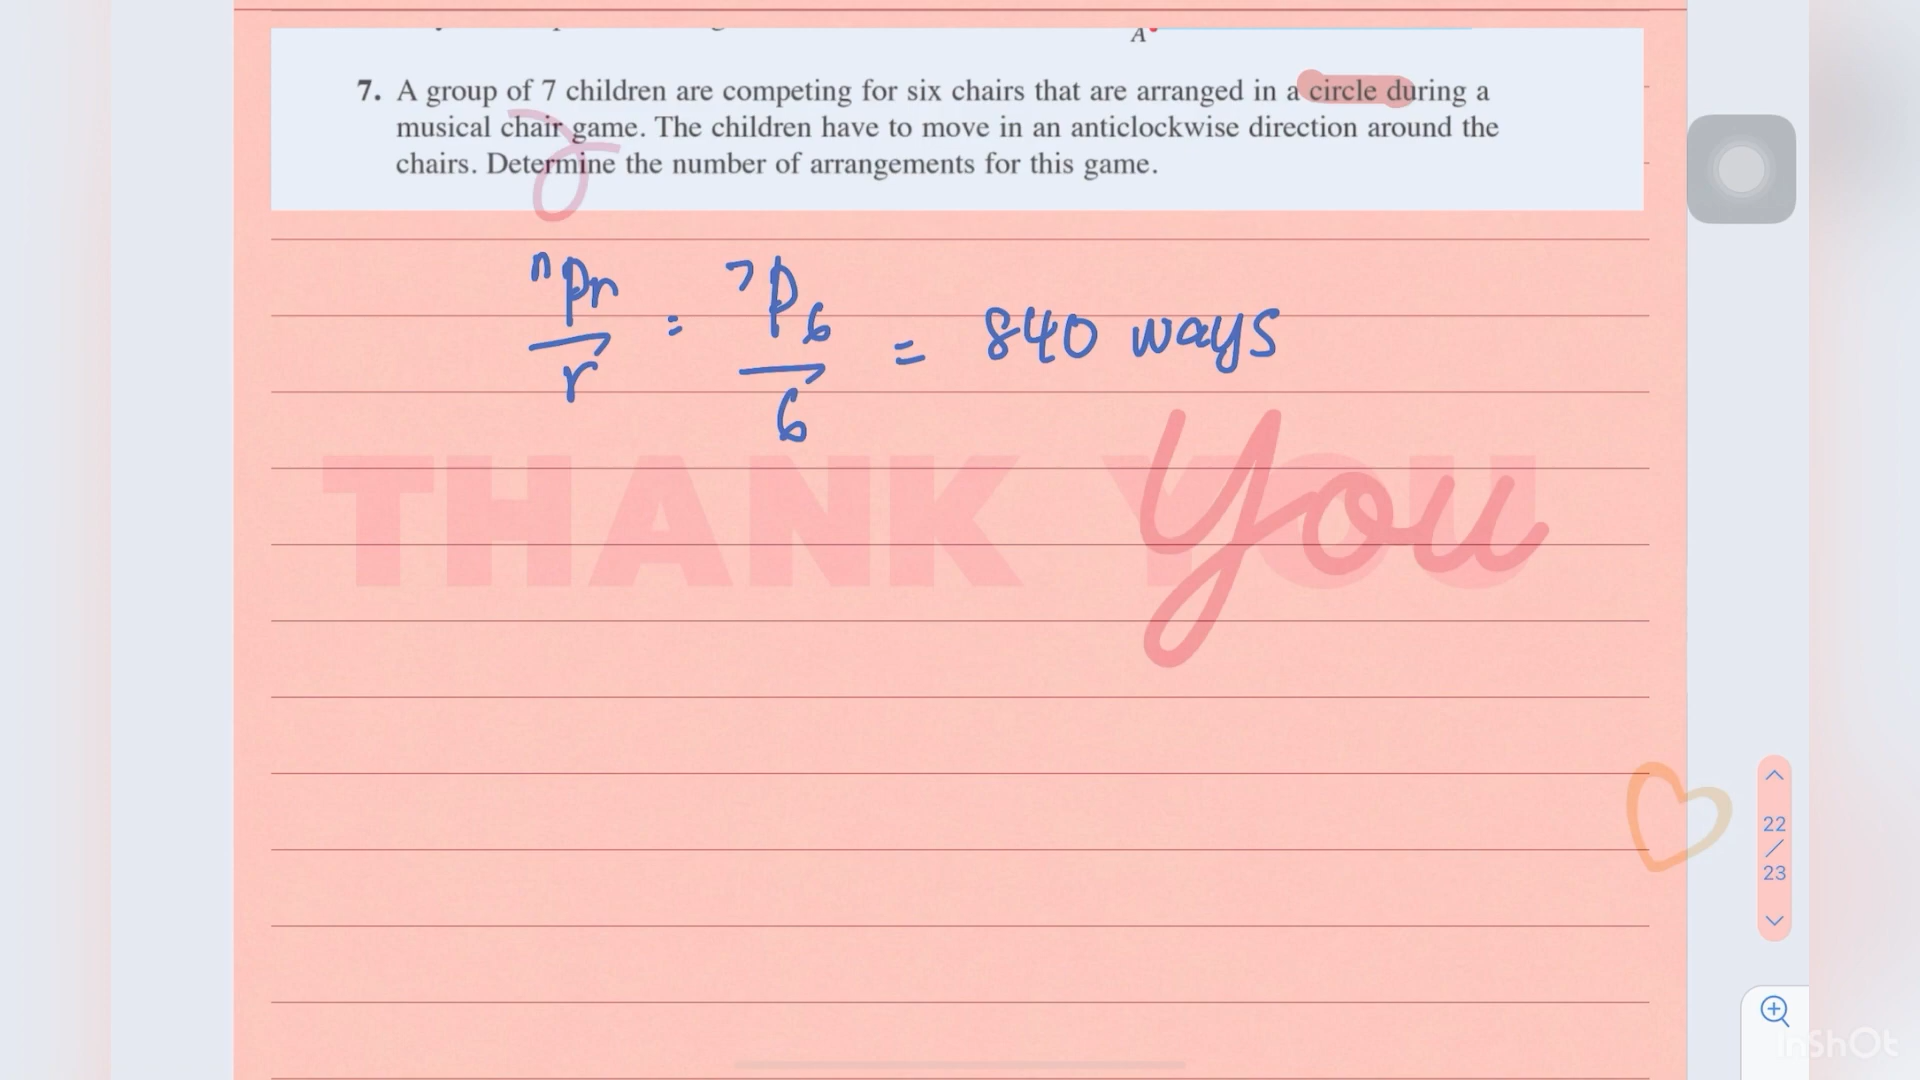 A
7. A group of 7 children are competing for six chairs that are arranged in a circle during a
musical chair game. The children have to move in an anticlockwise direction around the
chairs. Determine the number of arrangements for this game.
ⁿPr/r = ⁷P₆/6 = 840 ways
THANK YOU
You
22
/
23
InShOt